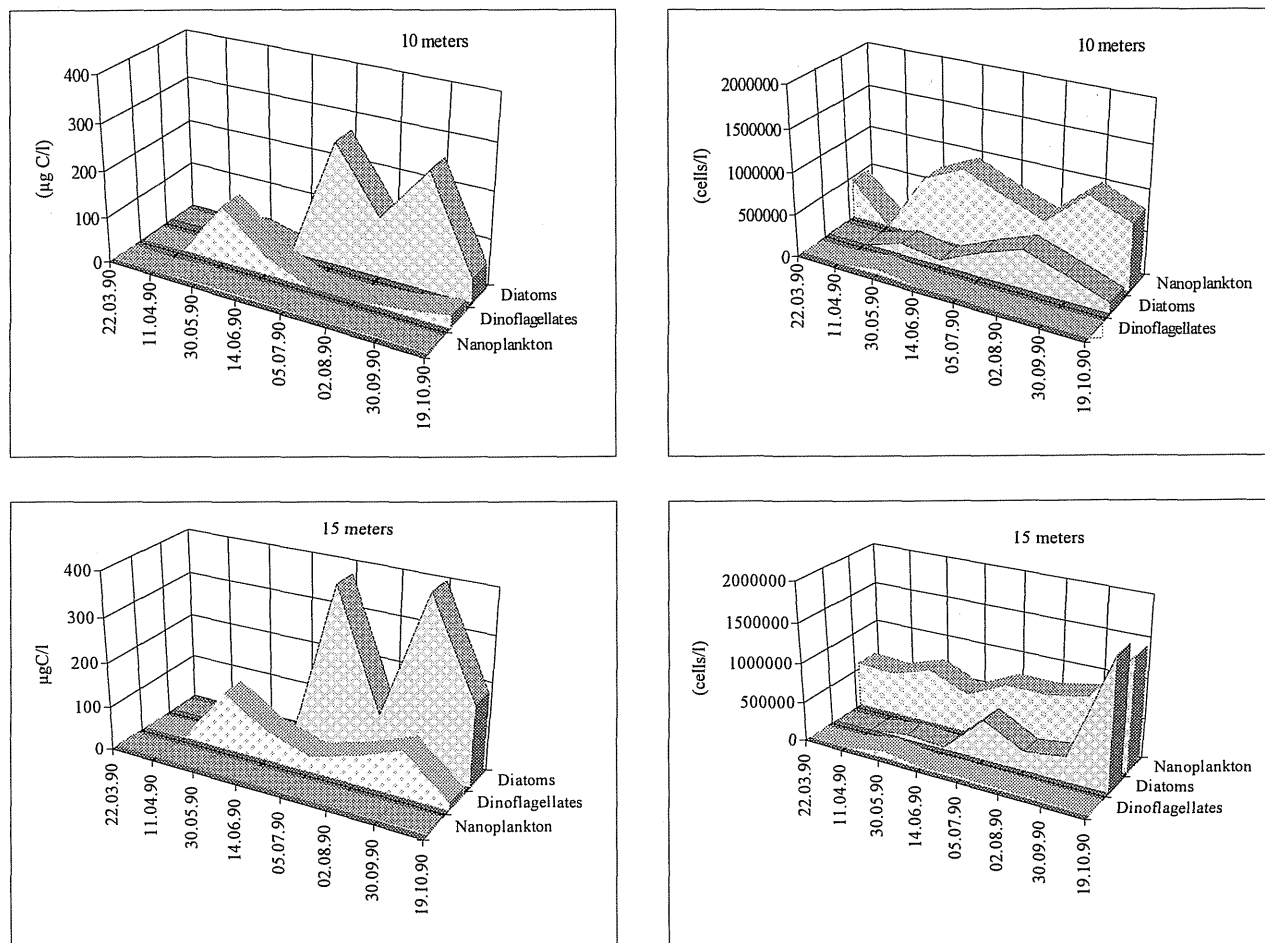 10 meters
400
300
200
100
0
(µg C/l)
22.03.90
11.04.90
30.05.90
14.06.90
05.07.90
02.08.90
30.09.90
19.10.90
Diatoms
Dinoflagellates
Nanoplankton
10 meters
2000000
1500000
1000000
500000
0
(cells/l)
22.03.90
11.04.90
30.05.90
14.06.90
05.07.90
02.08.90
30.09.90
19.10.90
Nanoplankton
Diatoms
Dinoflagellates
15 meters
400
300
200
100
0
µgC/l
22.03.90
11.04.90
30.05.90
14.06.90
05.07.90
02.08.90
30.09.90
19.10.90
Diatoms
Dinoflagellates
Nanoplankton
15 meters
2000000
1500000
1000000
500000
0
(cells/l)
22.03.90
11.04.90
30.05.90
14.06.90
05.07.90
02.08.90
30.09.90
19.10.90
Nanoplankton
Diatoms
Dinoflagellates